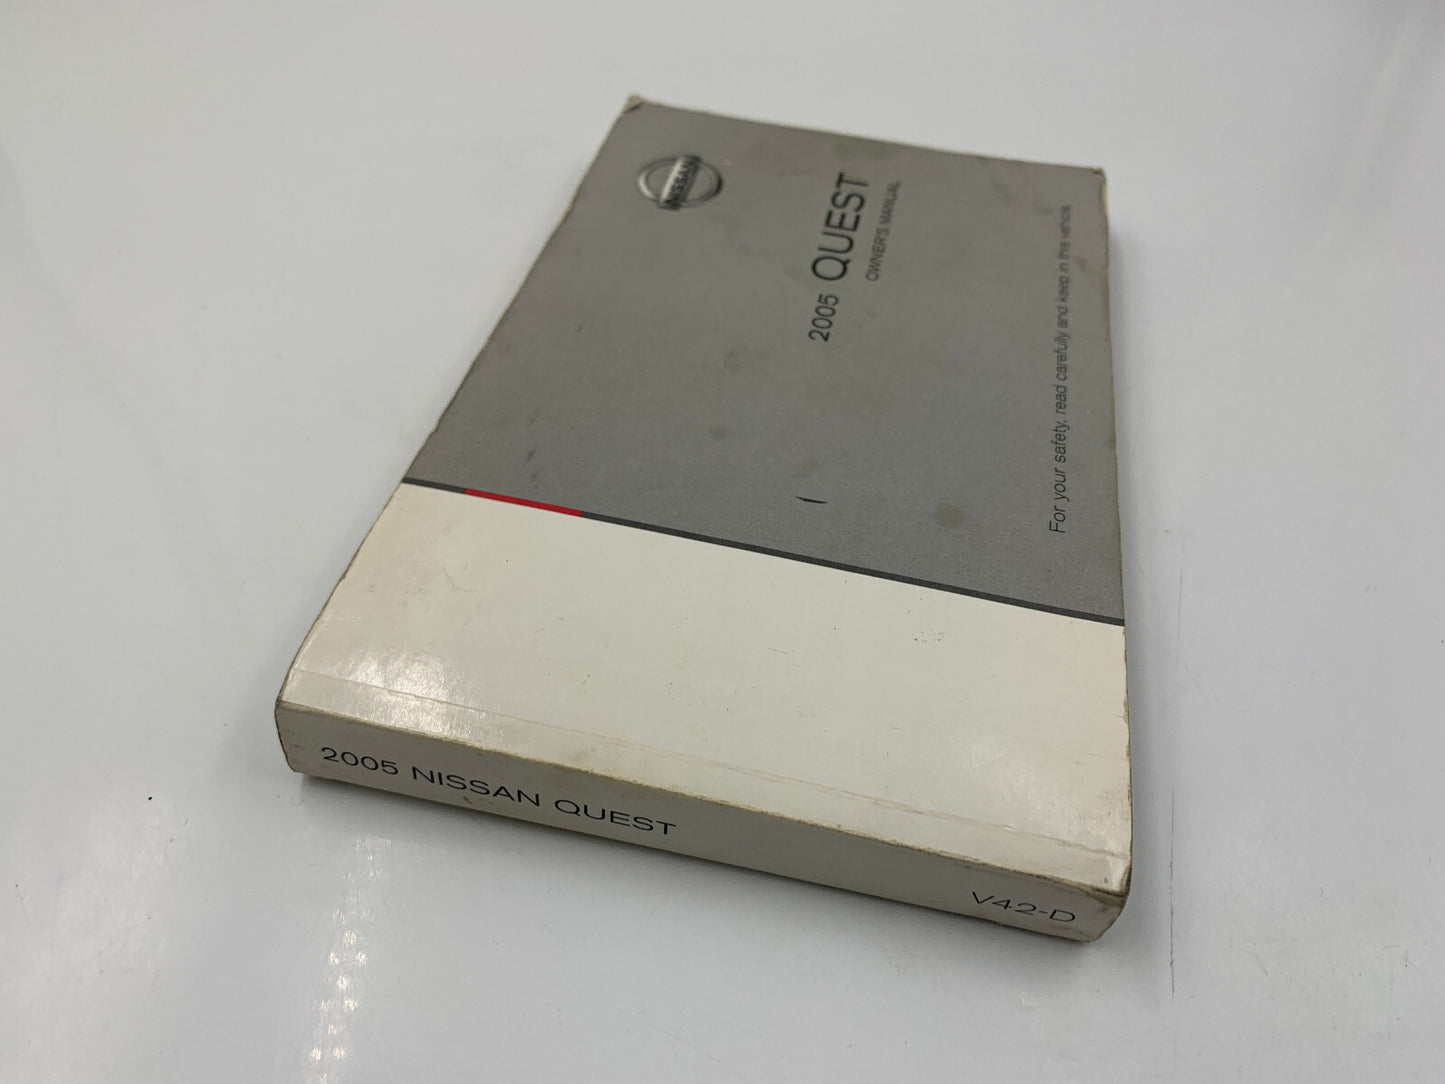 NISSAN
2005 QUEST
OWNER'S MANUAL
For your safety, read carefully and keep in this vehicle.
2005 NISSAN QUEST
V42-D